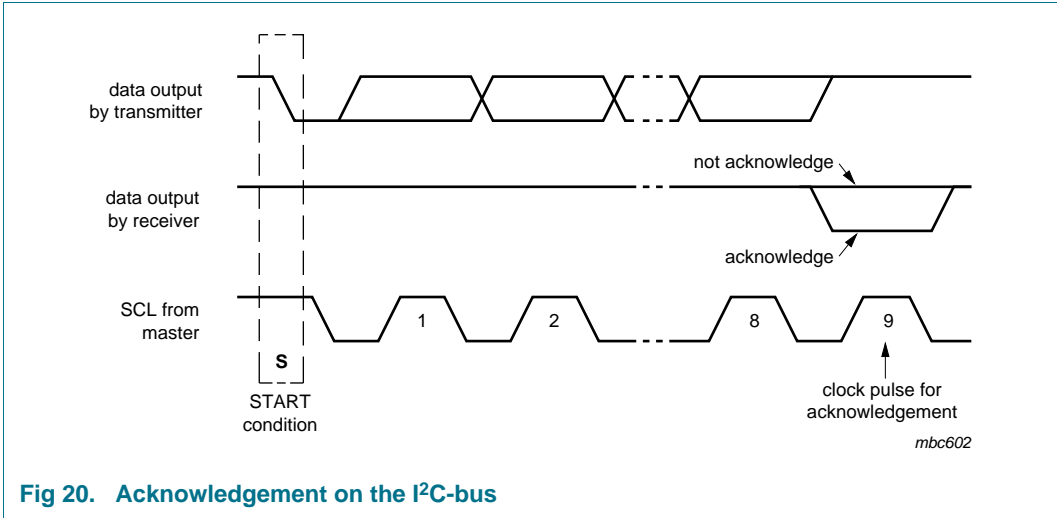 data output
by transmitter
not acknowledge
data output
by receiver
acknowledge
SCL from
master
1
2
8
9
S
START
condition
clock pulse for
acknowledgement
mbc602
Fig 20. Acknowledgement on the I²C-bus